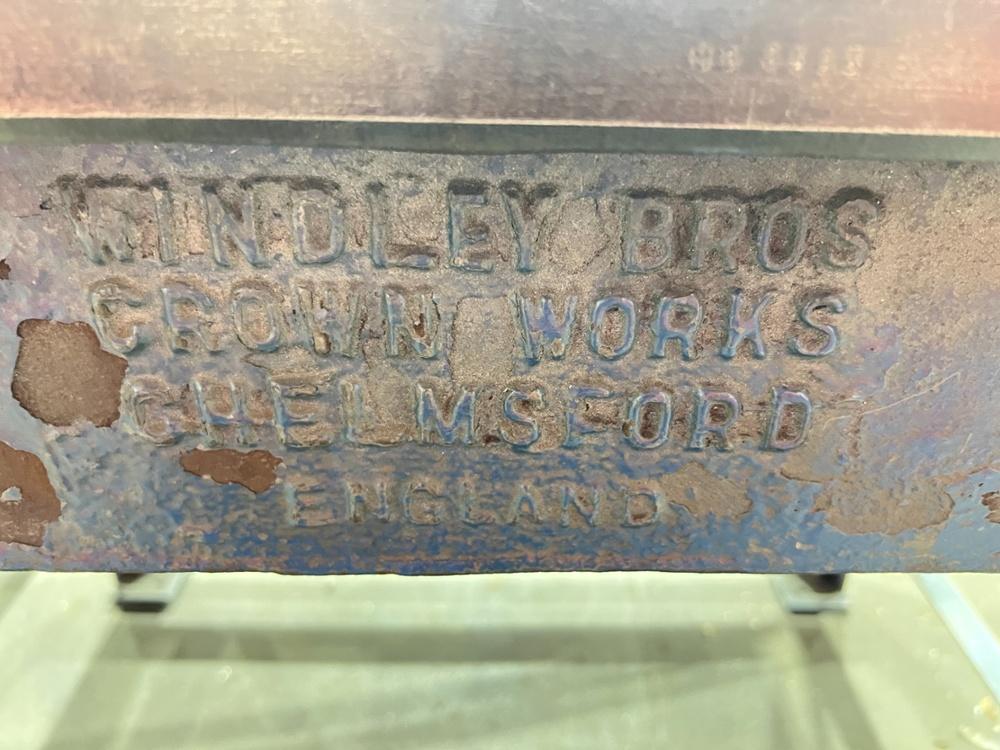 WINDLEY BROS
CROWN WORKS
CHELMSFORD
ENGLAND